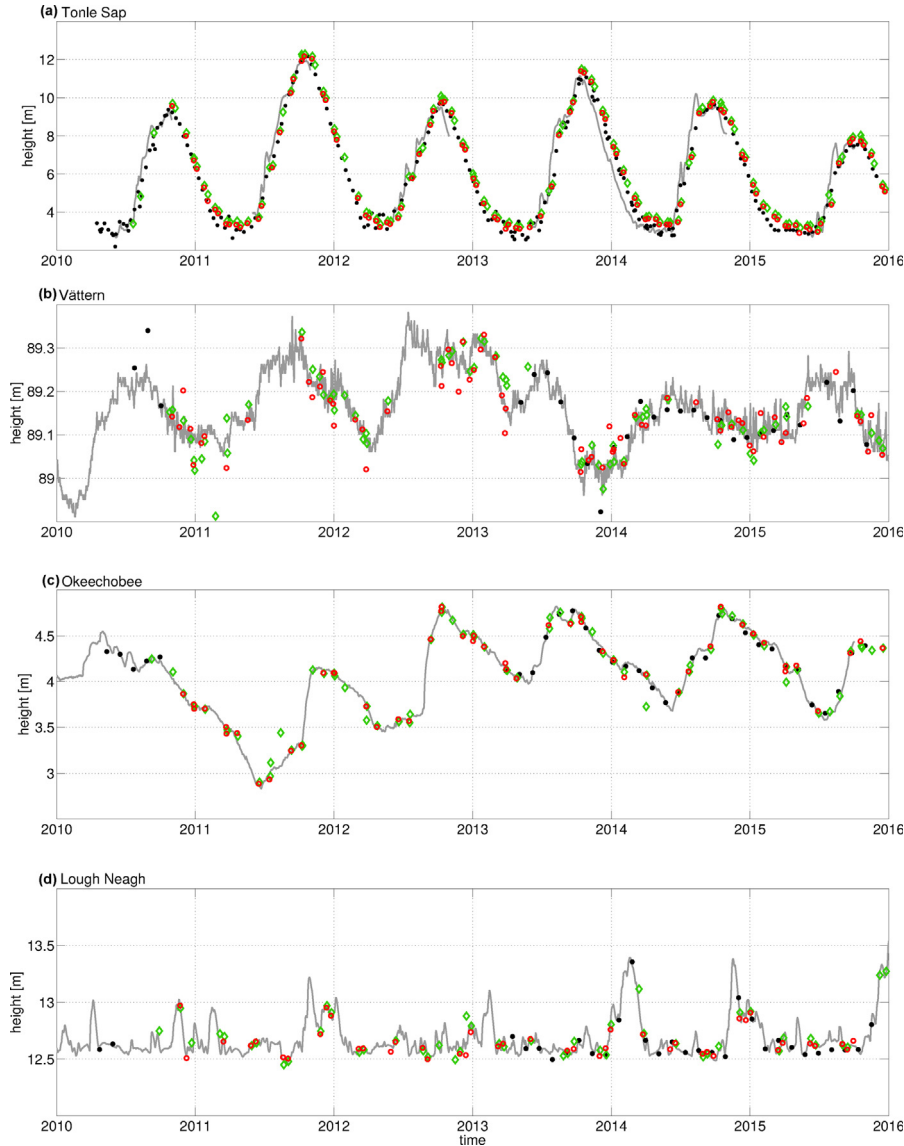 (a) Tonle Sap
height [m]
12
10
8
6
4
2010 2011 2012 2013 2014 2015 2016
(b) Vättern
height [m]
89.3
89.2
89.1
89
2010 2011 2012 2013 2014 2015 2016
(c) Okeechobee
height [m]
4.5
4
3.5
3
2010 2011 2012 2013 2014 2015 2016
(d) Lough Neagh
height [m]
13.5
13
12.5
2010 2011 2012 2013 2014 2015 2016
time